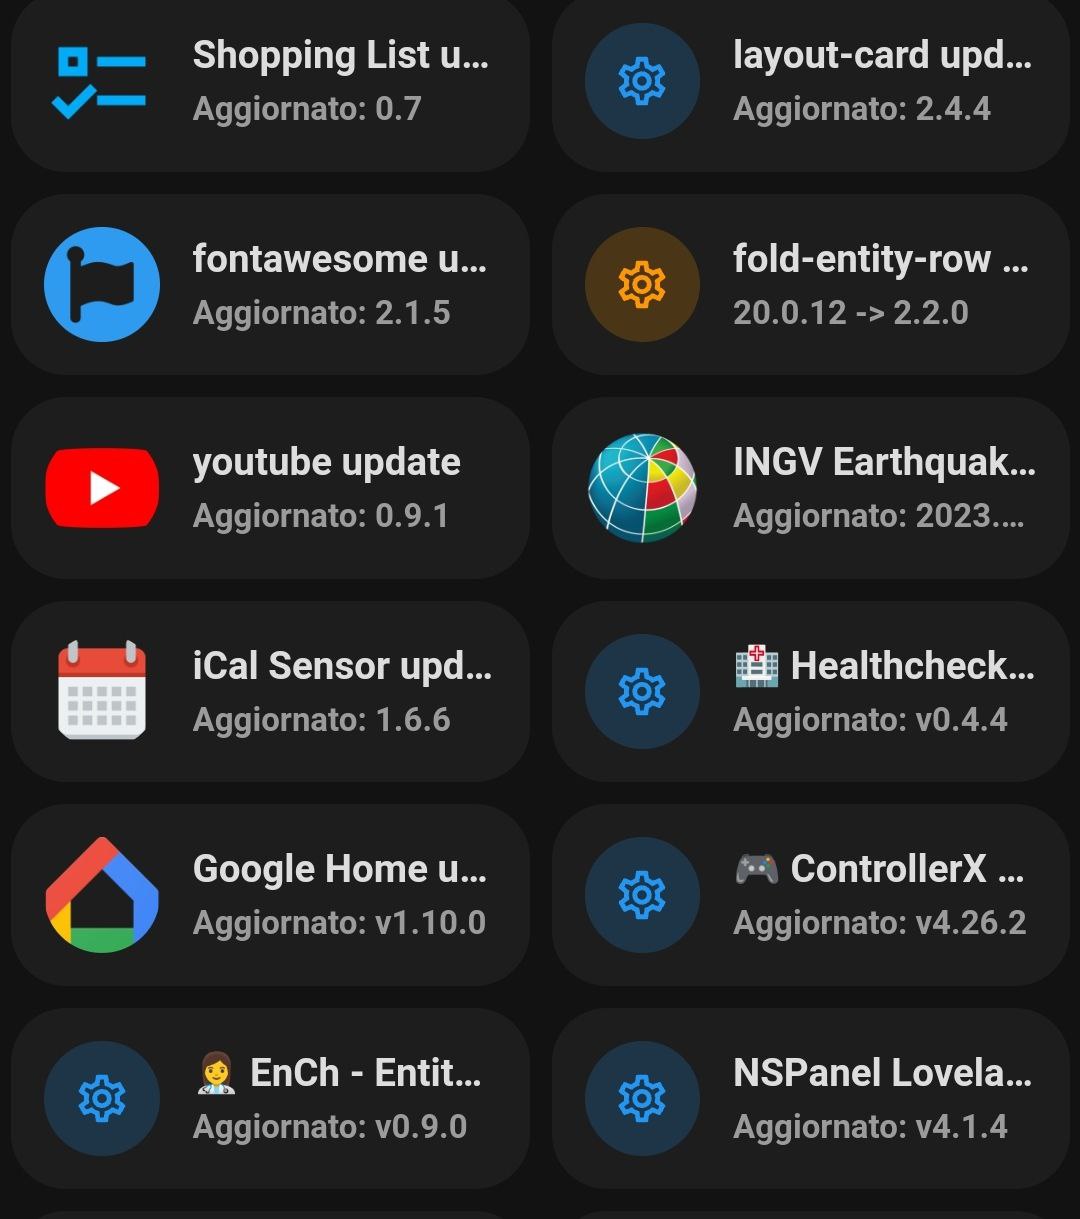 Shopping List u...
Aggiornato: 0.7
layout-card upd...
Aggiornato: 2.4.4
fontawesome u...
Aggiornato: 2.1.5
fold-entity-row ...
20.0.12 -> 2.2.0
youtube update
Aggiornato: 0.9.1
INGV Earthquak...
Aggiornato: 2023....
iCal Sensor upd...
Aggiornato: 1.6.6
🏥 Healthcheck...
Aggiornato: v0.4.4
Google Home u...
Aggiornato: v1.10.0
🎮 ControllerX ...
Aggiornato: v4.26.2
👩‍⚕️ EnCh - Entit...
Aggiornato: v0.9.0
NSPanel Lovela...
Aggiornato: v4.1.4